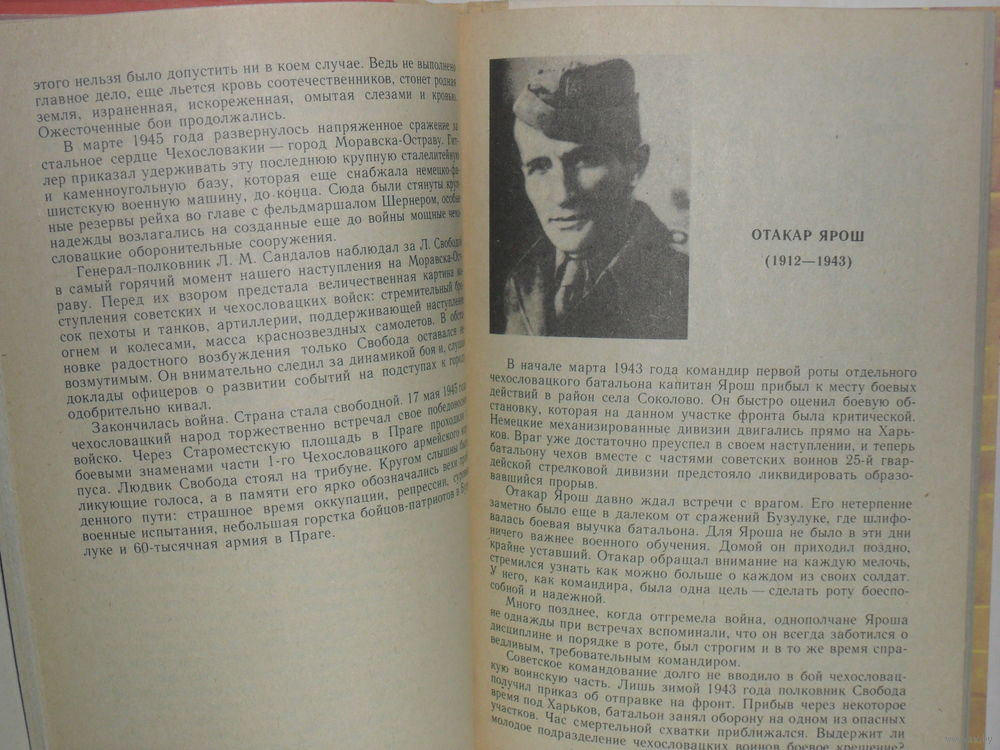 этого нельзя было допустить ни в коем случае. Ведь не выполнено
главное дело, еще льется кровь соотечественников, стонет родная
земля, израненная, искореженная, омытая слезами и кровью.
Ожесточенные бои продолжались.
В марте 1945 года развернулось напряженное сражение за
стальное сердце Чехословакии — город Моравска-Остраву. Гит-
лер приказал удерживать эту последнюю крупную сталелитейную
и каменноугольную базу, которая еще снабжала немецко-фа-
шистскую военную машину, до конца. Сюда были стянуты круп-
ные резервы рейха во главе с фельдмаршалом Шернером, особые
надежды возлагались на созданные еще до войны мощные чехо-
словацкие оборонительные сооружения.
Генерал-полковник Л. М. Сандалов наблюдал за Л. Свободой
в самый горячий момент нашего наступления на Моравска-Ост-
раву. Перед их взором предстала величественная картина на-
ступления советских и чехословацких войск: стремительный бро-
сок пехоты и танков, артиллерии, поддерживающей наступление
огнем и колесами, масса краснозвездных самолетов. В обста-
новке радостного возбуждения только Свобода оставался не-
возмутимым. Он внимательно следил за динамикой боя и, слушая
доклады офицеров о развитии событий на подступах к городу,
одобрительно кивал.
Закончилась война. Страна стала свободной. 17 мая 1945 года
чехословацкий народ торжественно встречал свое победоносное
войско. Через Староместскую площадь в Праге проходили
боевыми знаменами части 1-го Чехословацкого армейского кор-
пуса. Людвик Свобода стоял на трибуне. Кругом слышны были
ликующие голоса, а в памяти его ярко обозначались вехи прой-
денного пути: страшное время оккупации, репрессии, суровые
военные испытания, небольшая горстка бойцов-патриотов в Бузу-
луке и 60-тысячная армия в Праге.
ОТАКАР ЯРОШ
(1912—1943)
В начале марта 1943 года командир первой роты отдельного
чехословацкого батальона капитан Ярош прибыл к месту боевых
действий в район села Соколово. Он быстро оценил боевую об-
становку, которая на данном участке фронта была критической.
Немецкие механизированные дивизии двигались прямо на Харь-
ков. Враг уже достаточно преуспел в своем наступлении, и теперь
батальону чехов вместе с частями советских воинов 25-й гвар-
дейской стрелковой дивизии предстояло ликвидировать образо-
вавшийся прорыв.
Отакар Ярош давно ждал встречи с врагом. Его нетерпение
заметно было еще в далеком от сражений Бузулуке, где шлифо-
валась боевая выучка батальона. Для Яроша не было в эти дни
ничего важнее военного обучения. Домой он приходил поздно,
крайне уставший. Отакар обращал внимание на каждую мелочь,
стремился узнать как можно больше о каждом из своих солдат.
У него, как командира, была одна цель — сделать роту боеспо-
собной и надежной.
Много позднее, когда отгремела война, однополчане Яроша
не однажды при встречах вспоминали, что он всегда заботился о
дисциплине и порядке в роте, был строгим и в то же время спра-
ведливым, требовательным командиром.
Советское командование долго не вводило в бой чехословац-
кую воинскую часть. Лишь зимой 1943 года полковник Свобода
получил приказ об отправке на фронт. Прибыв через некоторое
время под Харьков, батальон занял оборону на одном из опасных
участков. Час смертельной схватки приближался. Выдержит ли
молодое подразделение чехословацких воинов боевое крещение?